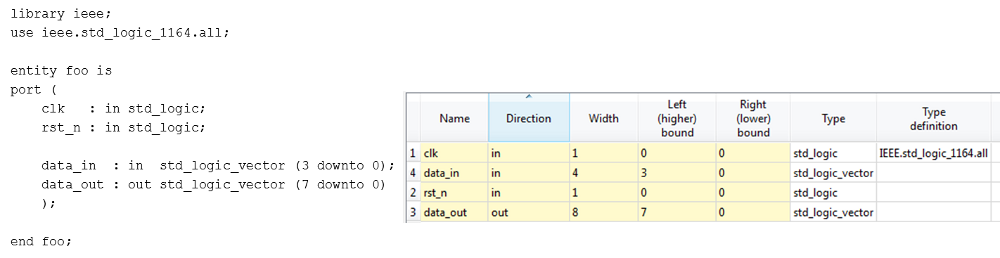 library ieee;
use ieee.std_logic_1164.all;
entity foo is
port (
clk   : in std_logic;
rst_n : in std_logic;
data_in  : in  std_logic_vector (3 downto 0);
data_out : out std_logic_vector (7 downto 0)
);
end foo;
Name Direction Width Left (higher) bound Right (lower) bound Type Type definition
1 clk in 1 0 0 std_logic IEEE.std_logic_1164.all
4 data_in in 4 3 0 std_logic_vector
2 rst_n in 1 0 0 std_logic
3 data_out out 8 7 0 std_logic_vector